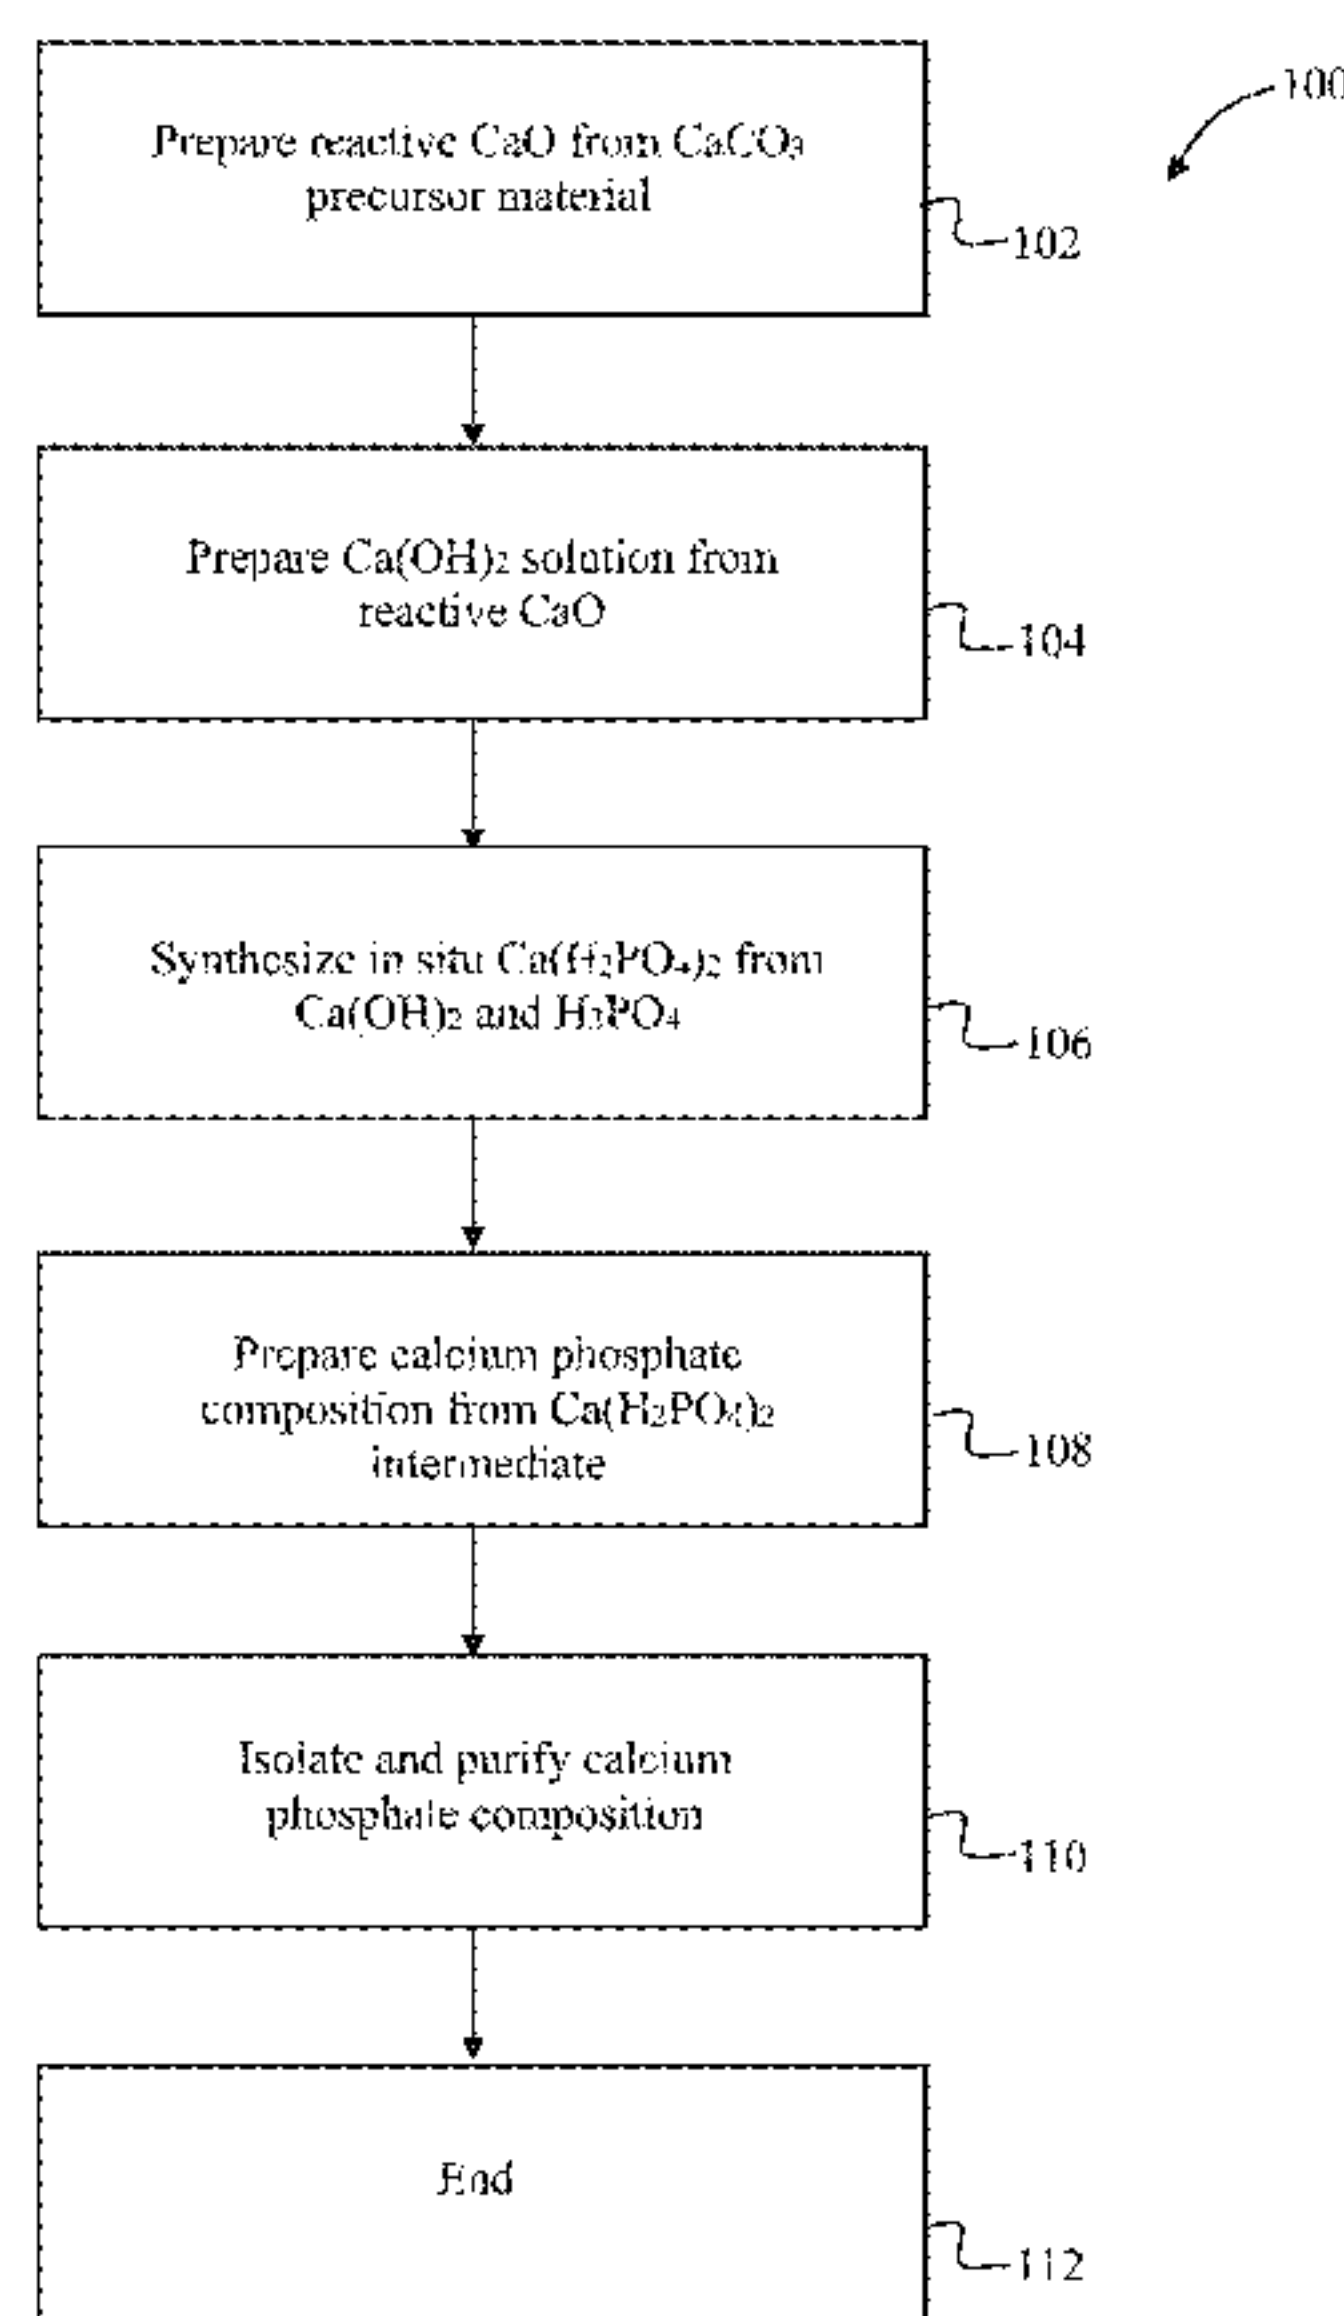 100
Prepare reactive CaO from CaCO₃
precursor material
102
Prepare Ca(OH)₂ solution from
reactive CaO
104
Synthesize in situ Ca(H₂PO₄)₂ from
Ca(OH)₂ and H₃PO₄
106
Prepare calcium phosphate
composition from Ca(H₂PO₄)₂
intermediate
108
Isolate and purify calcium
phosphate composition
110
End
112